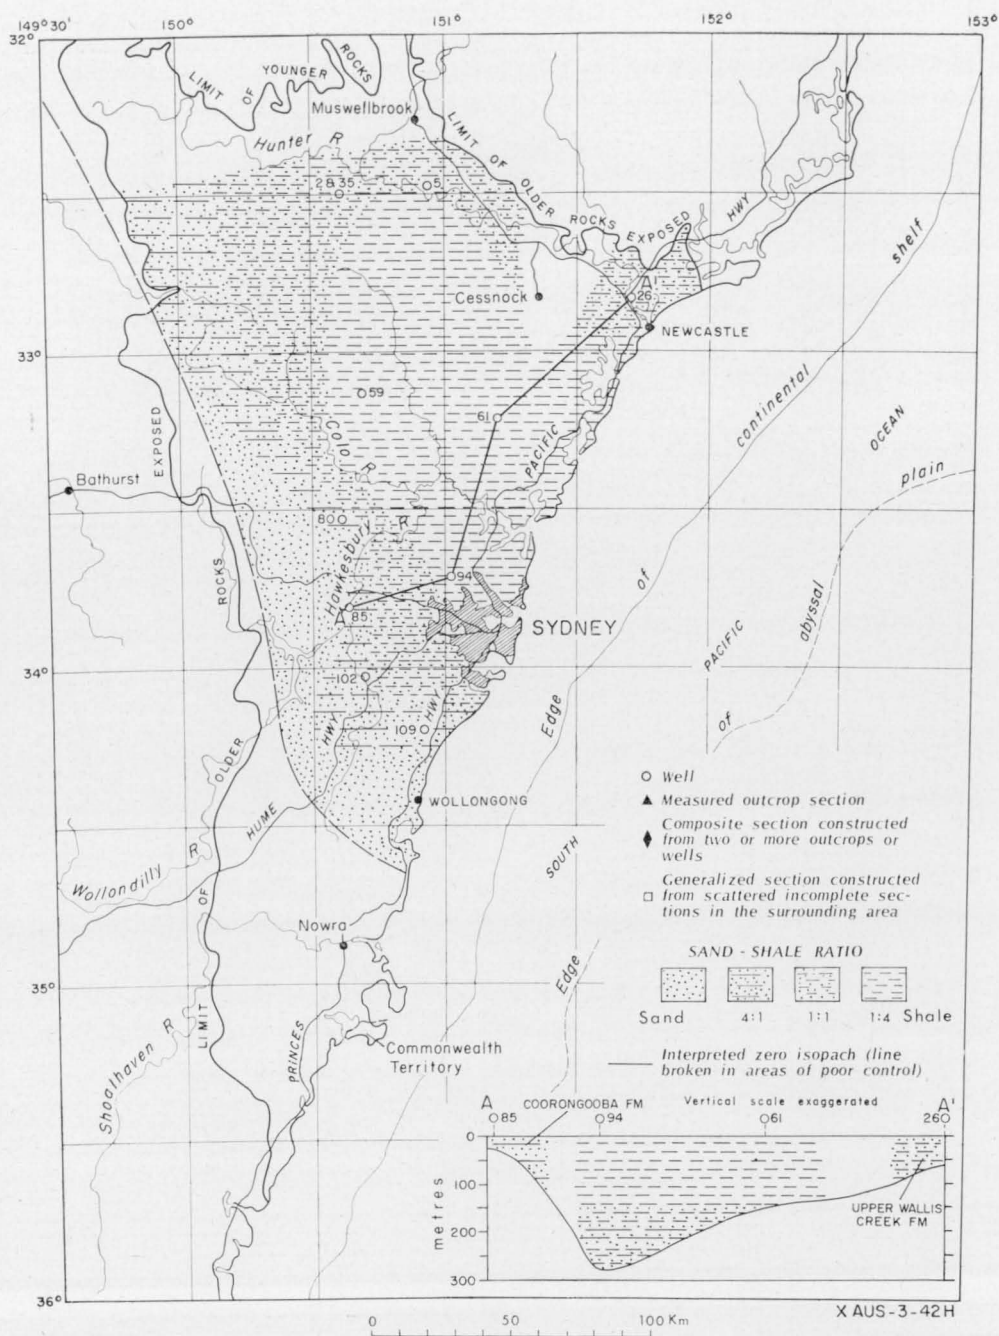 149°30' 150° 151° 152° 153°
32°
LIMIT OF YOUNGER ROCKS
Muswellbrook
Hunter R
LIMIT OF OLDER ROCKS EXPOSED
2&35
5
HWY
shelf
Cessnock
A'
26
NEWCASTLE
33°
59
61
Colo R
PACIFIC
continental
OCEAN
EXPOSED
plain
Bathurst
80
Hawkesbury R
ROCKS
94
of
A
85
SYDNEY
abyssal
PACIFIC
34°
102
HWY
HWY
109
Edge
of
OLDER
WOLLONGONG
HUME
Wollondilly R
SOUTH
OF
Nowra
Edge
35°
LIMIT
Shoalhaven R
PRINCES
Commonwealth
Territory
Well
Measured outcrop section
Composite section constructed
from two or more outcrops or
wells
Generalized section constructed
from scattered incomplete sec-
tions in the surrounding area
SAND - SHALE RATIO
Sand 4:1 1:1 1:4 Shale
Interpreted zero isopach (line
broken in areas of poor control)
A COORONGOOBA FM Vertical scale exaggerated A'
85 94 61 26
0
100
200
300
metres
UPPER WALLIS
CREEK FM
36°
X AUS-3-42H
0 50 100 Km